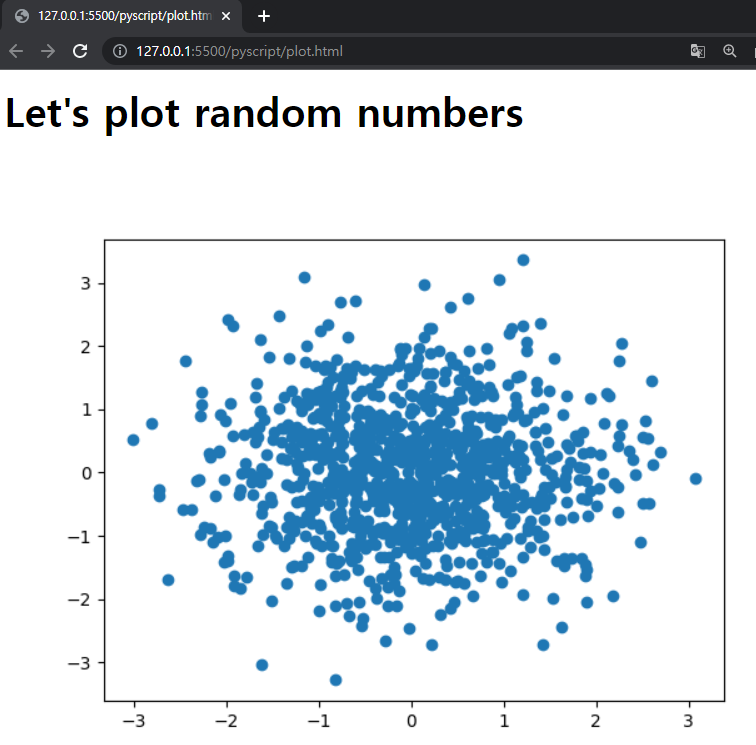 127.0.0.1:5500/pyscript/plot.htm
127.0.0.1:5500/pyscript/plot.html
Let's plot random numbers
3
2
1
0
−1
−2
−3
−3 −2 −1 0 1 2 3